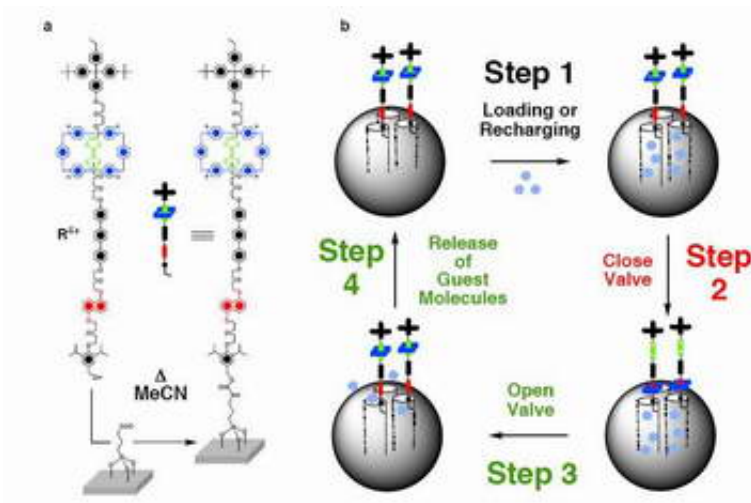 a
b
R⁴⁺
Δ
MeCN
Step 1
Loading or
Recharging
Close
Valve
Step
2
Open
Valve
Step 3
Step
4
Release
of
Guest
Molecules